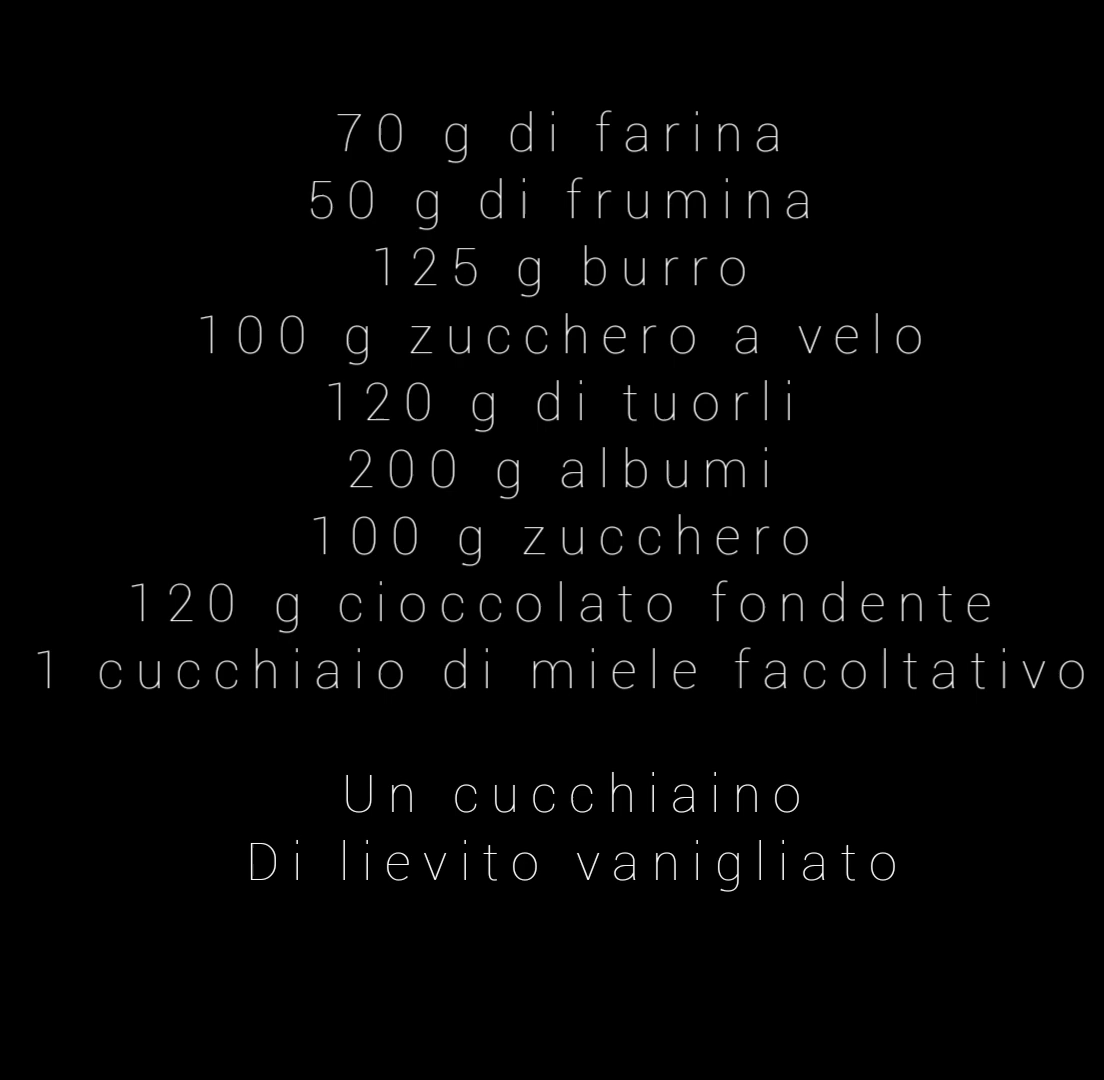 70 g di farina
50 g di frumina
125 g burro
100 g zucchero a velo
120 g di tuorli
200 g albumi
100 g zucchero
120 g cioccolato fondente
1 cucchiaio di miele facoltativo
Un cucchiaino
Di lievito vanigliato